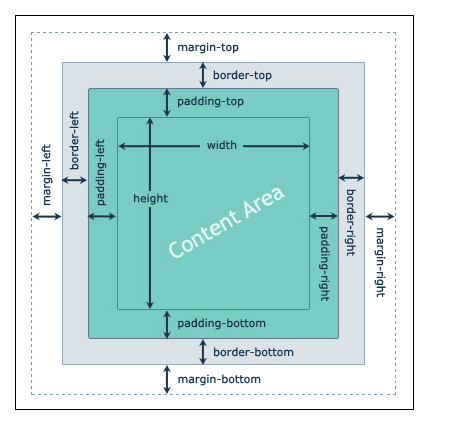 margin-top
border-top
padding-top
width
height
Content Area
margin-left
border-left
padding-left
padding-right
border-right
margin-right
padding-bottom
border-bottom
margin-bottom